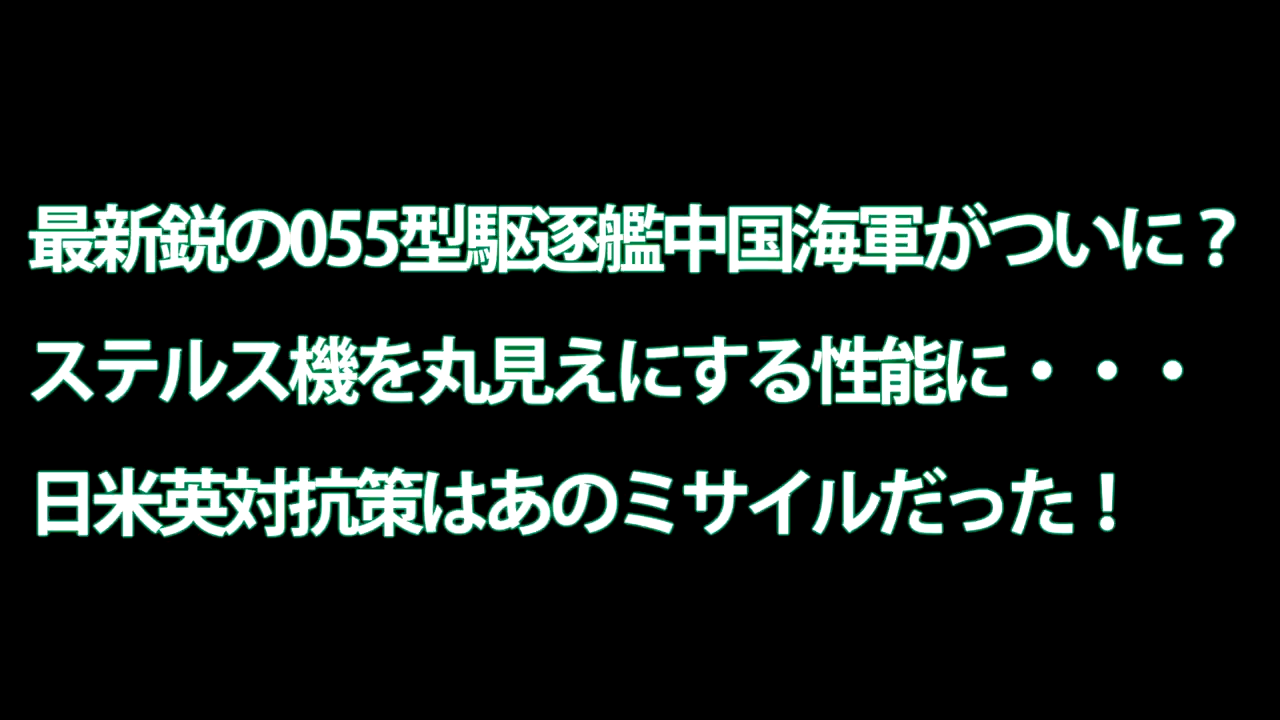 最新鋭の055型駆逐艦中国海軍がついに？
ステルス機を丸見えにする性能に・・・
日米英対抗策はあのミサイルだった！